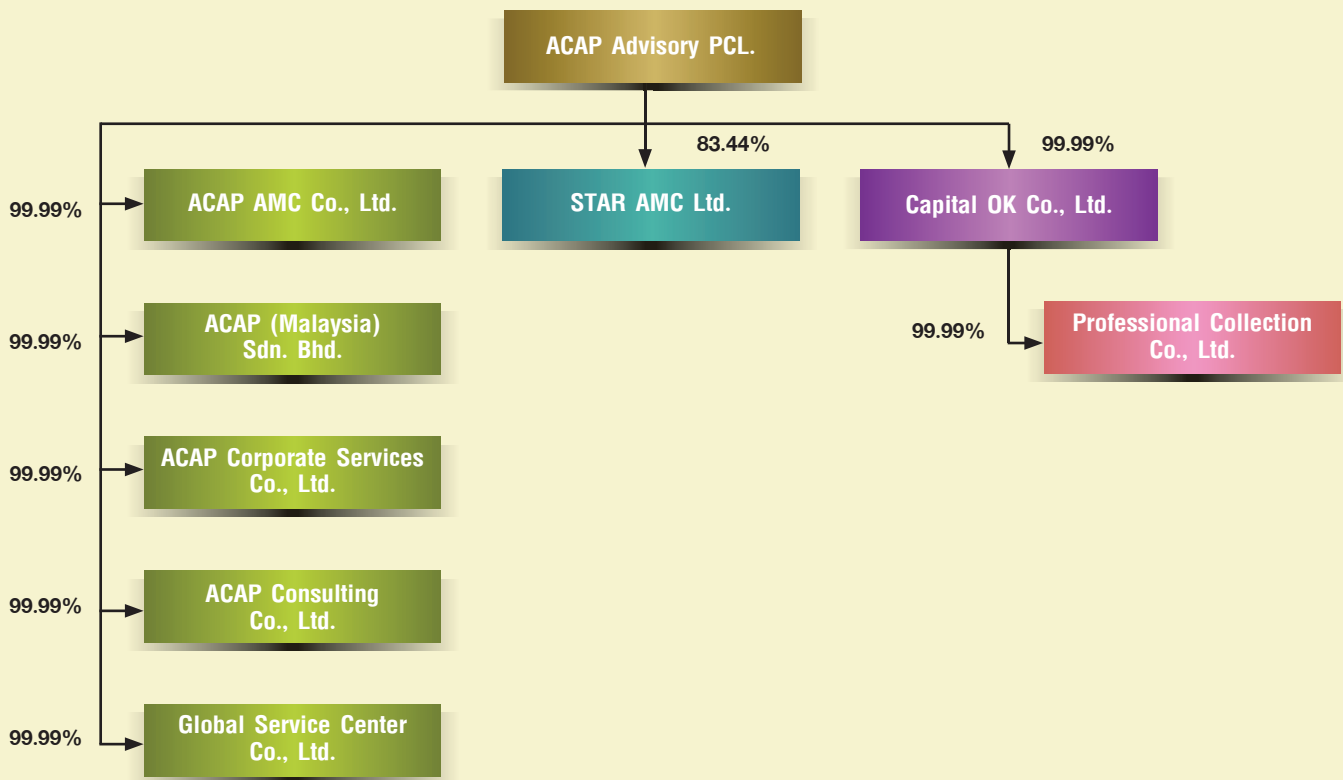 ACAP Advisory PCL.
83.44%
99.99%
99.99%
ACAP AMC Co., Ltd.
STAR AMC Ltd.
Capital OK Co., Ltd.
99.99%
ACAP (Malaysia)
Sdn. Bhd.
99.99%
Professional Collection
Co., Ltd.
99.99%
ACAP Corporate Services
Co., Ltd.
99.99%
ACAP Consulting
Co., Ltd.
99.99%
Global Service Center
Co., Ltd.